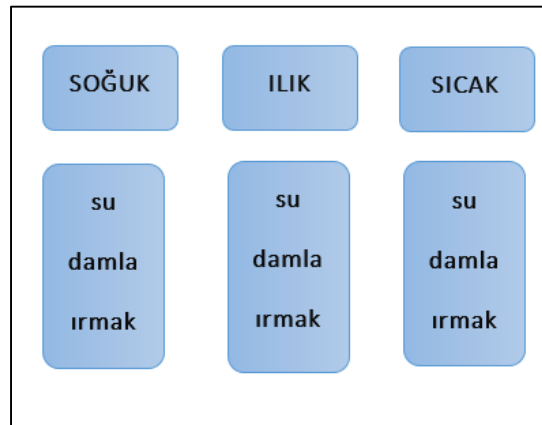 SOĞUK
ILIK
SICAK
su
damla
ırmak
su
damla
ırmak
su
damla
ırmak